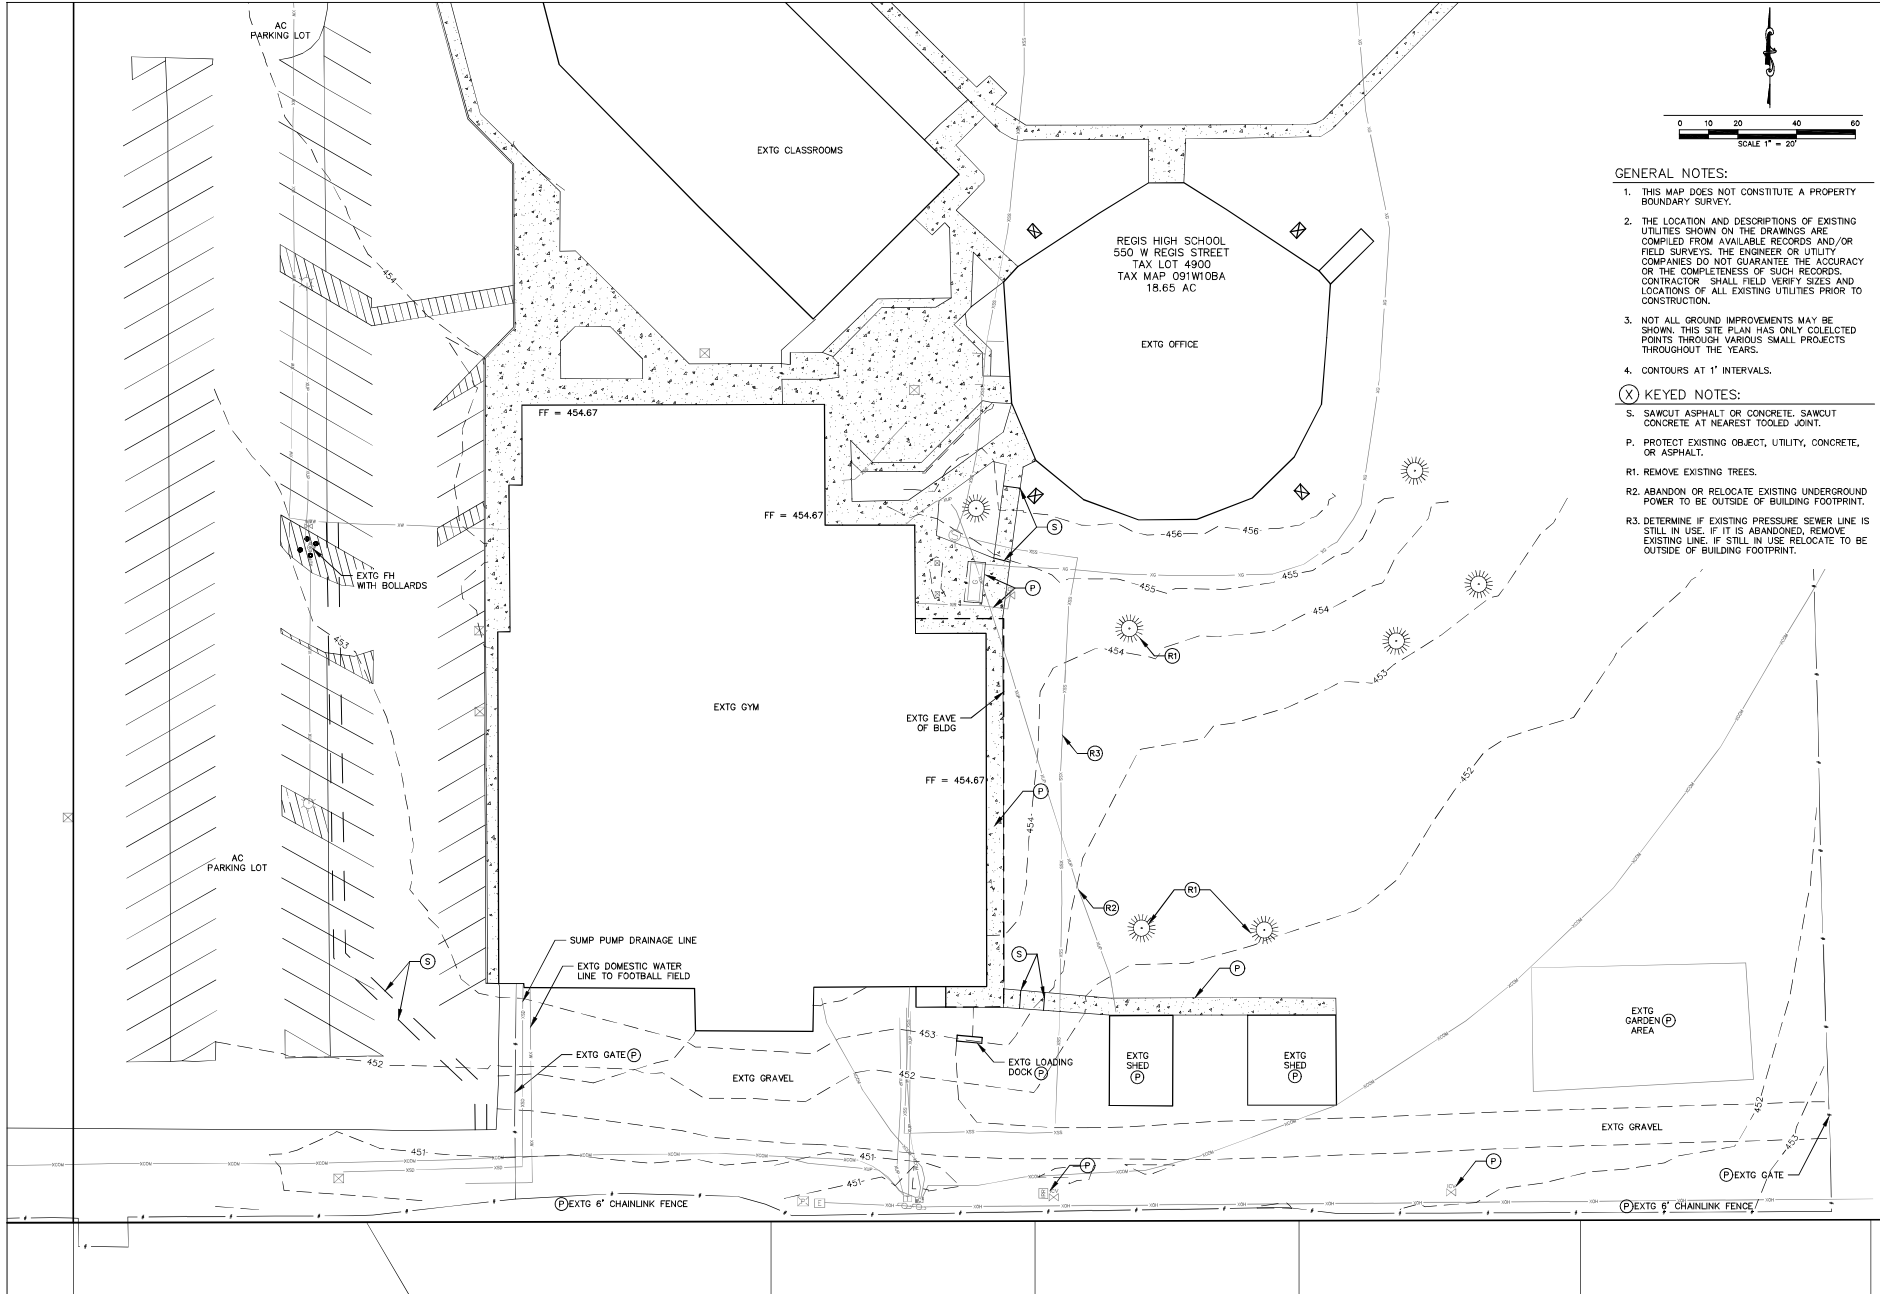 AC
PARKING LOT
EXTG CLASSROOMS
0 10 20 40 60
SCALE 1" = 20'
GENERAL NOTES:
1. THIS MAP DOES NOT CONSTITUTE A PROPERTY
BOUNDARY SURVEY.
2. THE LOCATION AND DESCRIPTIONS OF EXISTING
UTILITIES SHOWN ON THE DRAWINGS ARE
COMPILED FROM AVAILABLE RECORDS AND/OR
FIELD SURVEYS. THE ENGINEER OR UTILITY
COMPANIES DO NOT GUARANTEE THE ACCURACY
OR THE COMPLETENESS OF SUCH RECORDS.
CONTRACTOR SHALL FIELD VERIFY SIZES AND
LOCATIONS OF ALL EXISTING UTILITIES PRIOR TO
CONSTRUCTION.
3. NOT ALL GROUND IMPROVEMENTS MAY BE
SHOWN. THIS SITE PLAN HAS ONLY COLELCTED
POINTS THROUGH VARIOUS SMALL PROJECTS
THROUGHOUT THE YEARS.
4. CONTOURS AT 1' INTERVALS.
X KEYED NOTES:
S. SAWCUT ASPHALT OR CONCRETE. SAWCUT
CONCRETE AT NEAREST TOOLED JOINT.
P. PROTECT EXISTING OBJECT, UTILITY, CONCRETE,
OR ASPHALT.
R1. REMOVE EXISTING TREES.
R2. ABANDON OR RELOCATE EXISTING UNDERGROUND
POWER TO BE OUTSIDE OF BUILDING FOOTPRINT.
R3. DETERMINE IF EXISTING PRESSURE SEWER LINE IS
STILL IN USE. IF IT IS ABANDONED, REMOVE
EXISTING LINE. IF STILL IN USE RELOCATE TO BE
OUTSIDE OF BUILDING FOOTPRINT.
REGIS HIGH SCHOOL
550 W REGIS STREET
TAX LOT 4900
TAX MAP 091W10BA
18.65 AC
454
EXTG OFFICE
FF = 454.67
FF = 454.67
S
456
456
EXTG FH
WITH BOLLARDS
455
455
P
454
453
454
R1
453
EXTG GYM
EXTG EAVE
OF BLDG
R3
FF = 454.67
P
452
454
AC
PARKING LOT
R1
R2
SUMP PUMP DRAINAGE LINE
EXTG DOMESTIC WATER
LINE TO FOOTBALL FIELD
S
S
P
EXTG
GARDEN P
AREA
453
EXTG GATE P
452
EXTG GRAVEL
452
EXTG LOADING
DOCK P
EXTG
SHED
P
EXTG
SHED
P
452
EXTG GRAVEL
453
451
451
451
P
P
P EXTG GATE
P EXTG 6' CHAINLINK FENCE
P EXTG 6' CHAINLINK FENCE